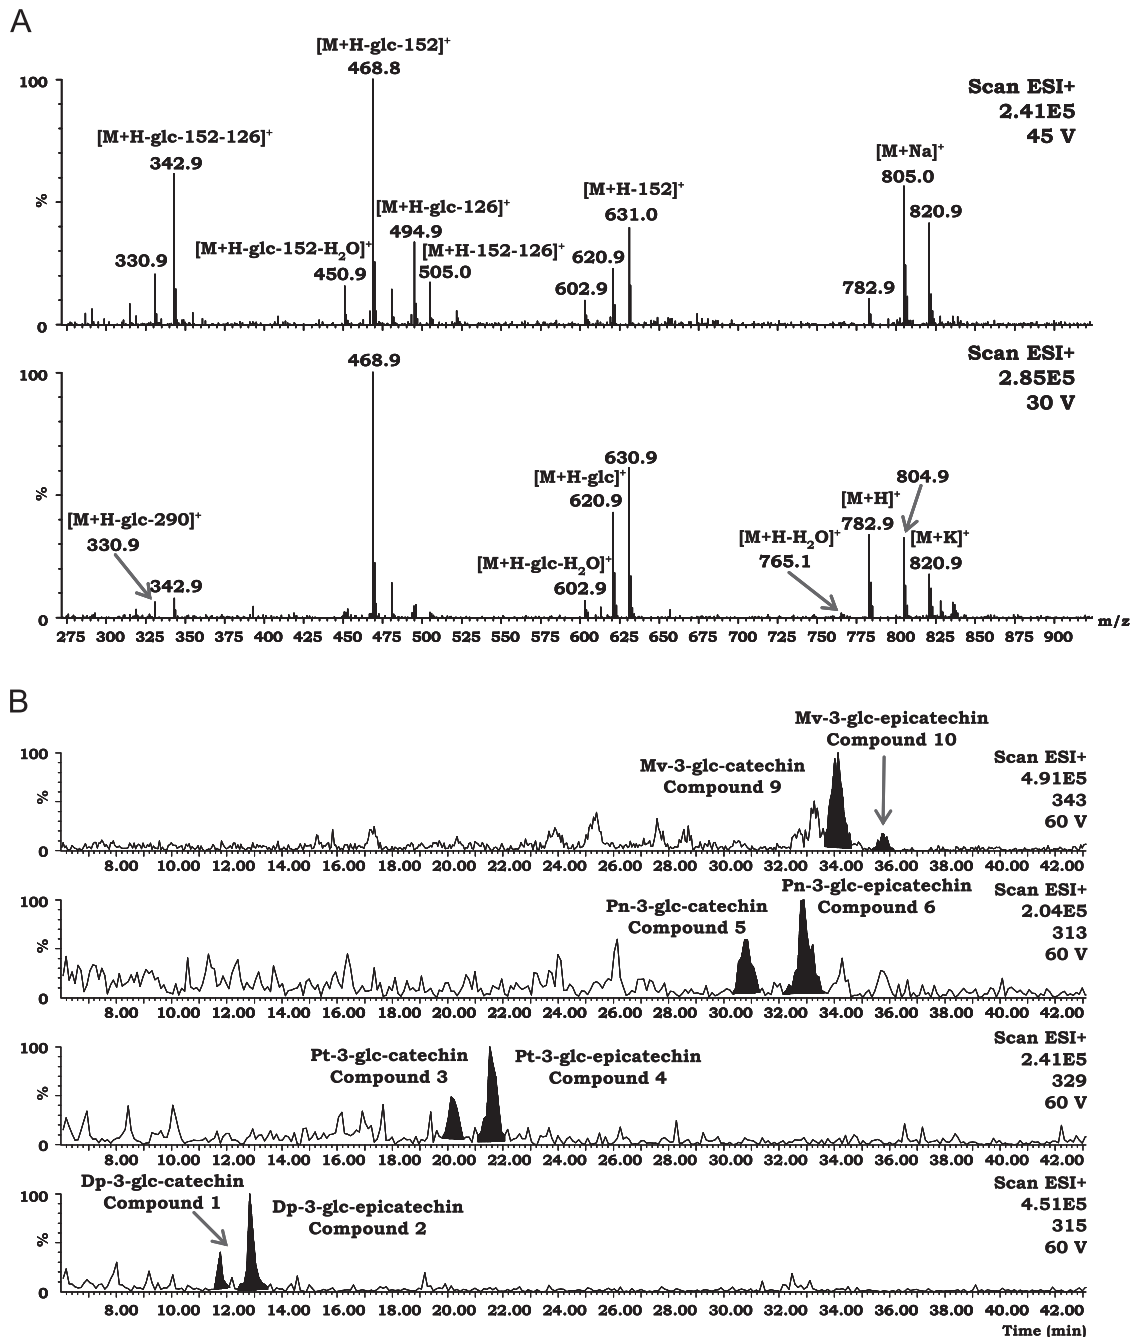 A
[M+H-glc-152]⁺
468.8
100
Scan ESI+
2.41E5
45 V
[M+H-glc-152-126]⁺
342.9
[M+Na]⁺
805.0
%
[M+H-152]⁺
631.0
[M+H-glc-126]⁺
494.9
820.9
[M+H-glc-152-H₂O]⁺
450.9
[M+H-152-126]⁺
505.0
330.9
620.9
602.9
782.9
0
Scan ESI+
2.85E5
30 V
468.9
100
630.9
[M+H-glc]⁺
620.9
804.9
[M+H]⁺
782.9
%
[M+H-glc-290]⁺
330.9
[M+H-H₂O]⁺
765.1
[M+K]⁺
820.9
[M+H-glc-H₂O]⁺
602.9
342.9
0
275 300 325 350 375 400 425 450 475 500 525 550 575 600 625 650 675 700 725 750 775 800 825 850 875 900 m/z
B
Mv-3-glc-epicatechin
Compound 10
Mv-3-glc-catechin
Compound 9
Scan ESI+
4.91E5
343
60 V
100
%
0
8.00 10.00 12.00 14.00 16.00 18.00 20.00 22.00 24.00 26.00 28.00 30.00 32.00 34.00 36.00 38.00 40.00 42.00
Pn-3-glc-epicatechin
Compound 6
Pn-3-glc-catechin
Compound 5
Scan ESI+
2.04E5
313
60 V
100
%
0
8.00 10.00 12.00 14.00 16.00 18.00 20.00 22.00 24.00 26.00 28.00 30.00 32.00 34.00 36.00 38.00 40.00 42.00
Pt-3-glc-catechin
Compound 3
Pt-3-glc-epicatechin
Compound 4
Scan ESI+
2.41E5
329
60 V
100
%
0
8.00 10.00 12.00 14.00 16.00 18.00 20.00 22.00 24.00 26.00 28.00 30.00 32.00 34.00 36.00 38.00 40.00 42.00
Dp-3-glc-catechin
Compound 1
Dp-3-glc-epicatechin
Compound 2
Scan ESI+
4.51E5
315
60 V
100
%
0
8.00 10.00 12.00 14.00 16.00 18.00 20.00 22.00 24.00 26.00 28.00 30.00 32.00 34.00 36.00 38.00 40.00 42.00
Time (min)